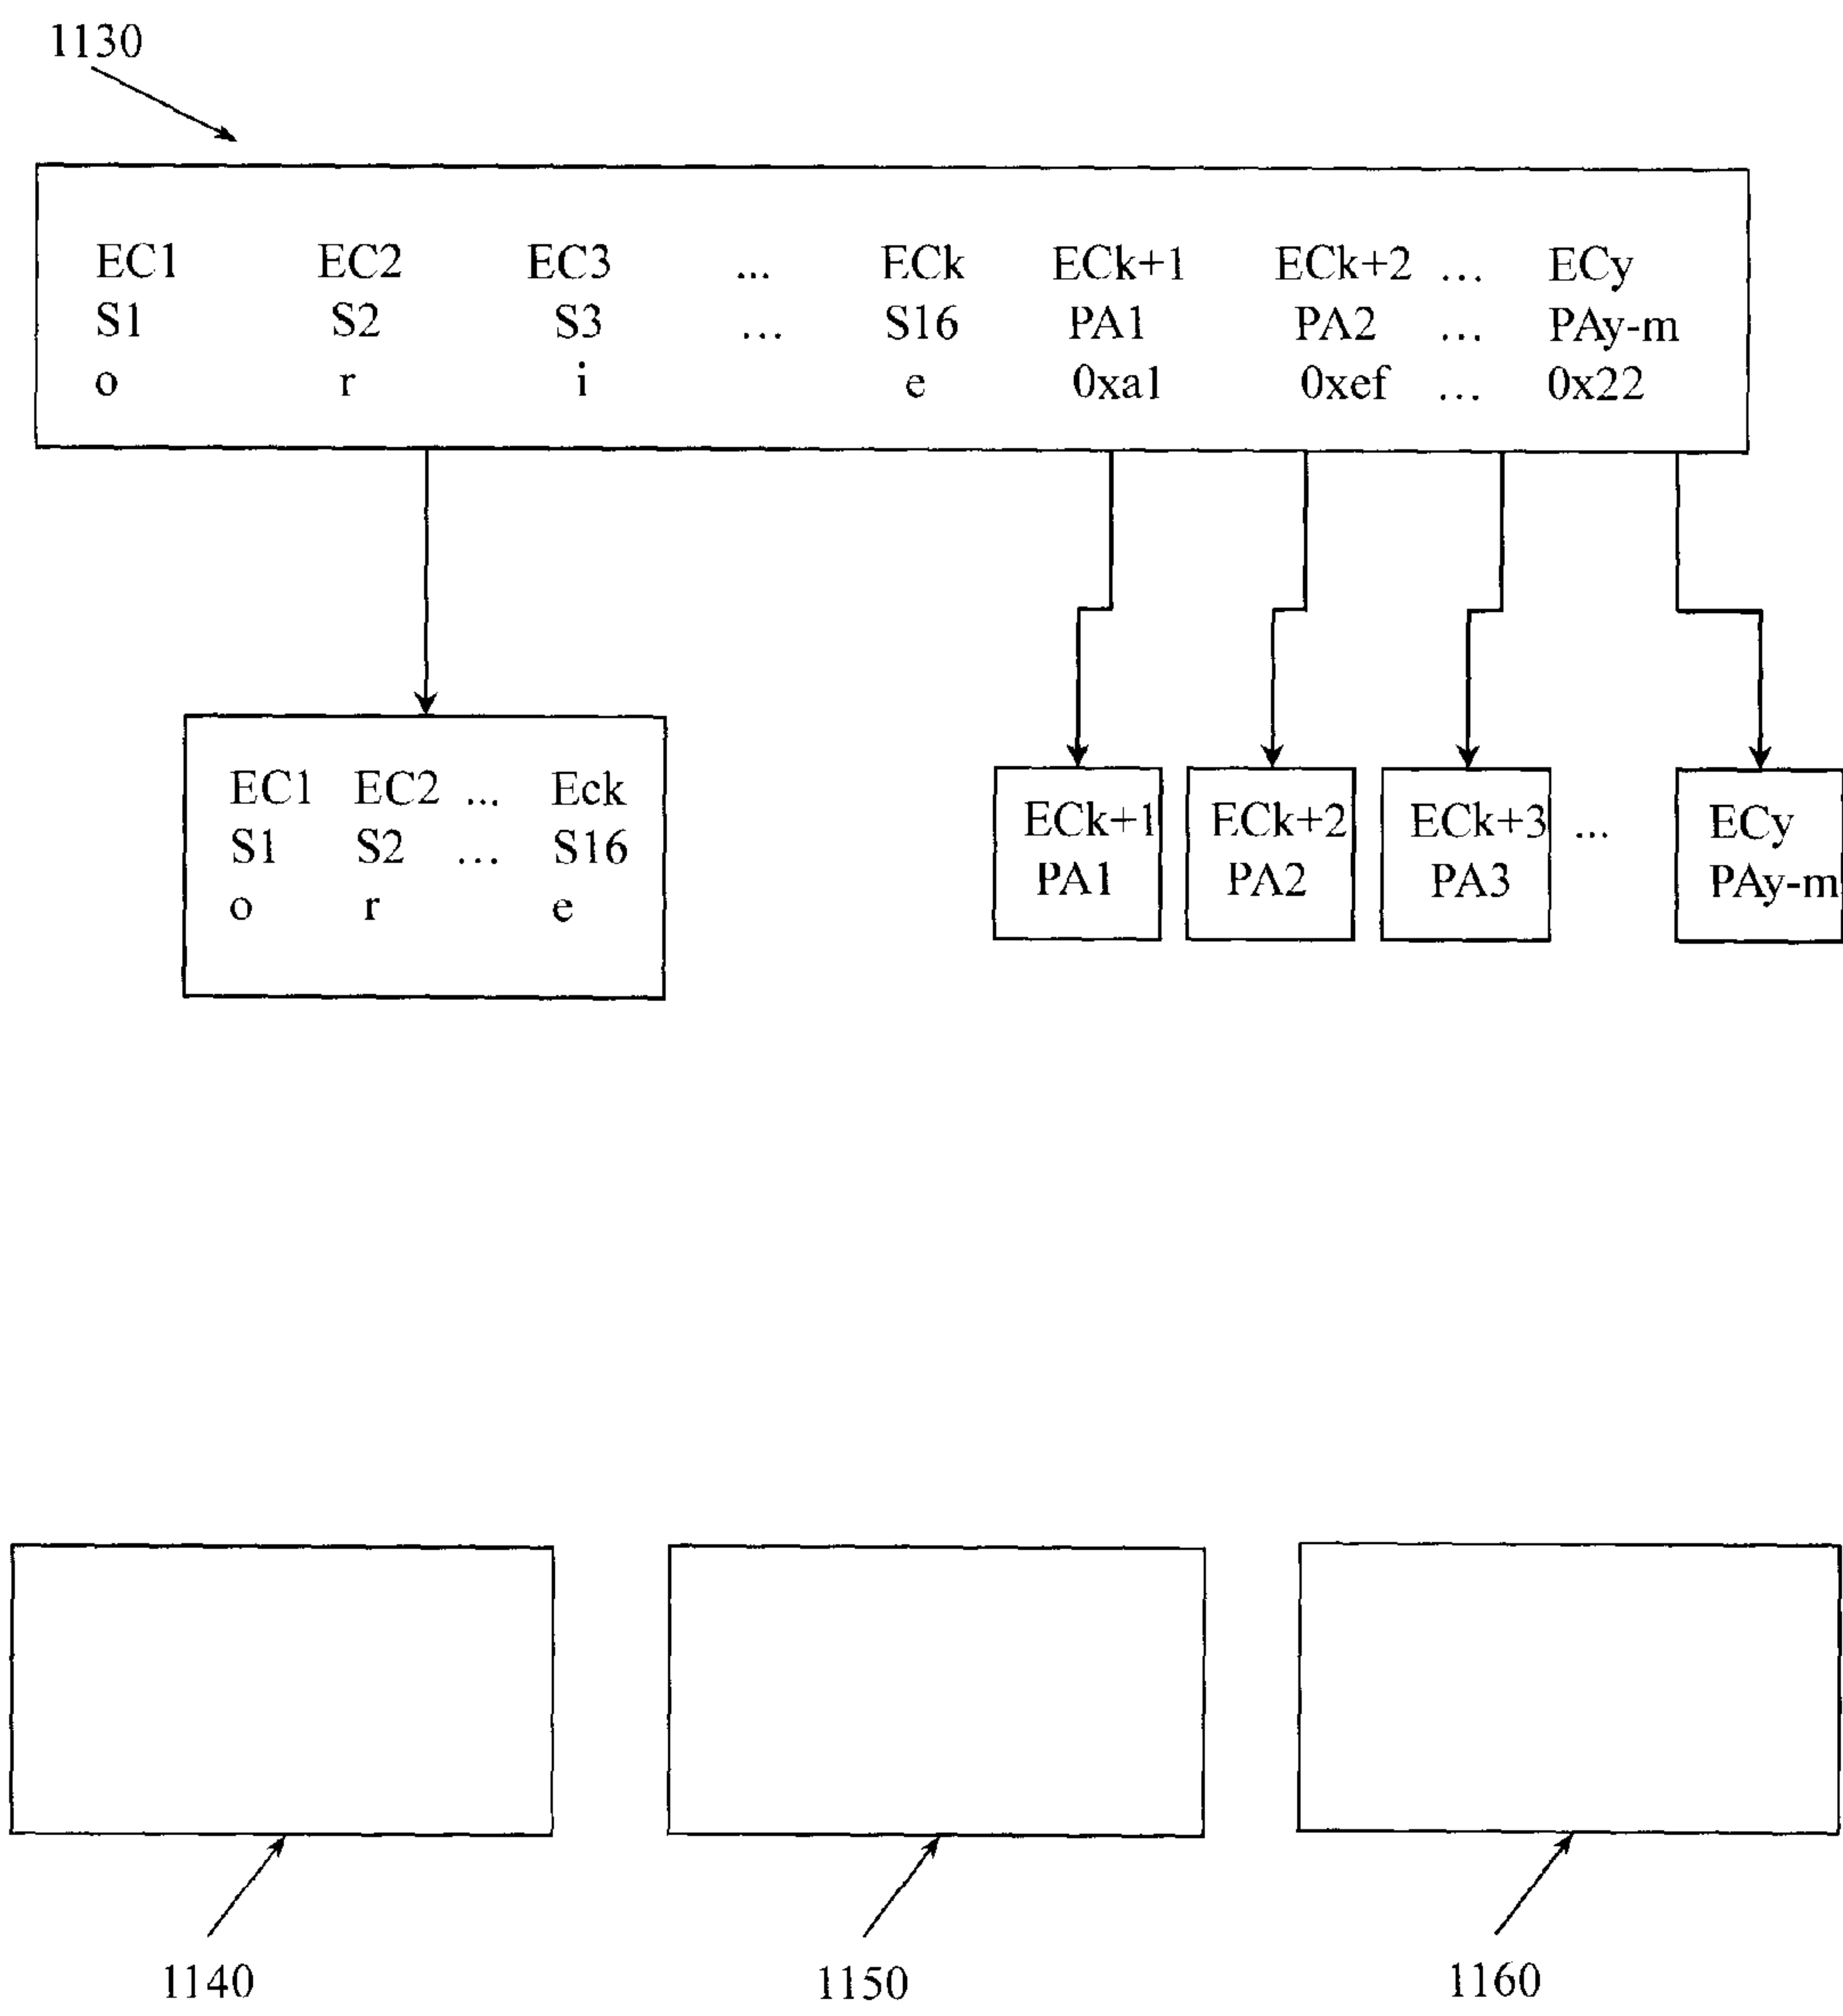 1130
EC1 EC2 EC3 ... ECk ECk+1 ECk+2 ... ECy
S1 S2 S3 ... S16 PA1 PA2 ... PAy-m
o r i e 0xa1 0xef ... 0x22
EC1 EC2 ... Eck
S1 S2 ... S16
o r e
ECk+1 ECk+2 ECk+3 ... ECy
PA1 PA2 PA3 PAy-m
1140 1150 1160